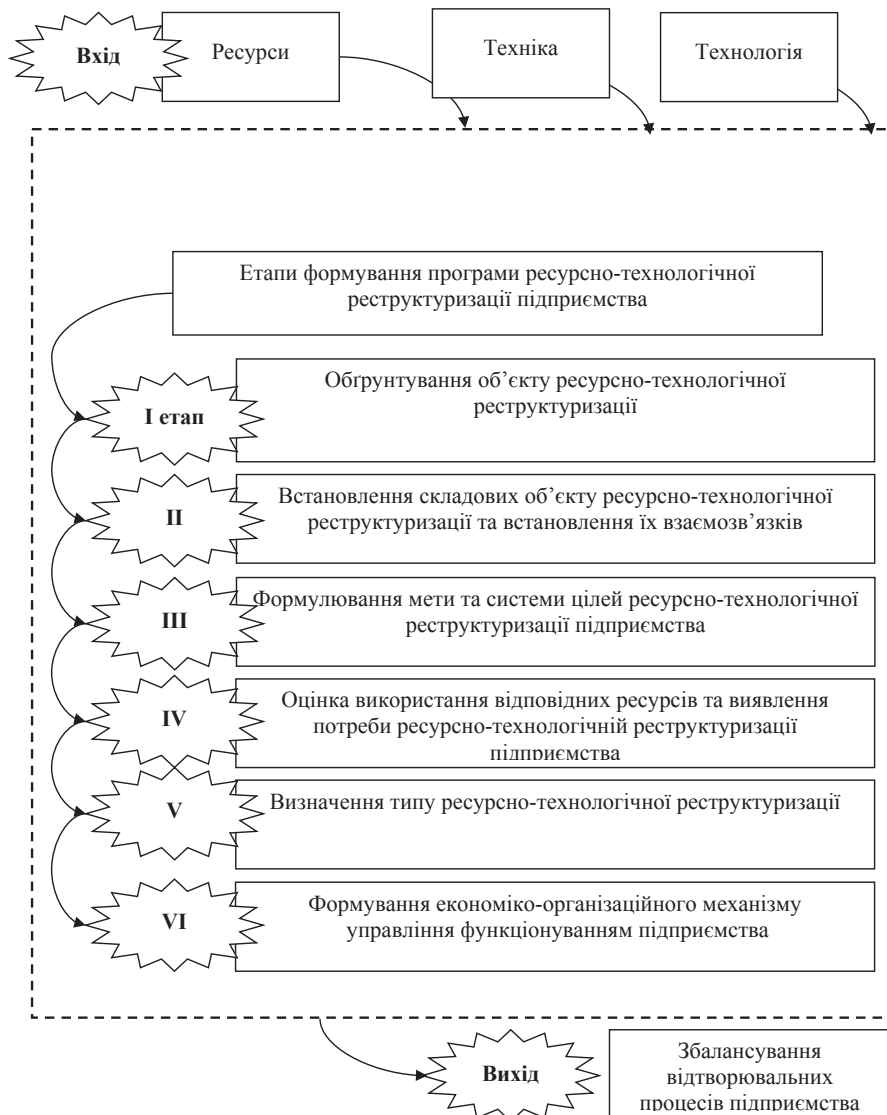 Вхід
Ресурси
Техніка
Технологія
Етапи формування програми ресурсно-технологічної
реструктуризації підприємства
І етап
Обґрунтування об’єкту ресурсно-технологічної
реструктуризації
ІІ
Встановлення складових об’єкту ресурсно-технологічної
реструктуризації та встановлення їх взаємозв’язків
ІІІ
Формулювання мети та системи цілей ресурсно-технологічної
реструктуризації підприємства
IV
Оцінка використання відповідних ресурсів та виявлення
потреби ресурсно-технологічній реструктуризації
підприємства
V
Визначення типу ресурсно-технологічної реструктуризації
VI
Формування економіко-організаційного механізму
управління функціонуванням підприємства
Вихід
Збалансування
відтворювальних
процесів підприємства